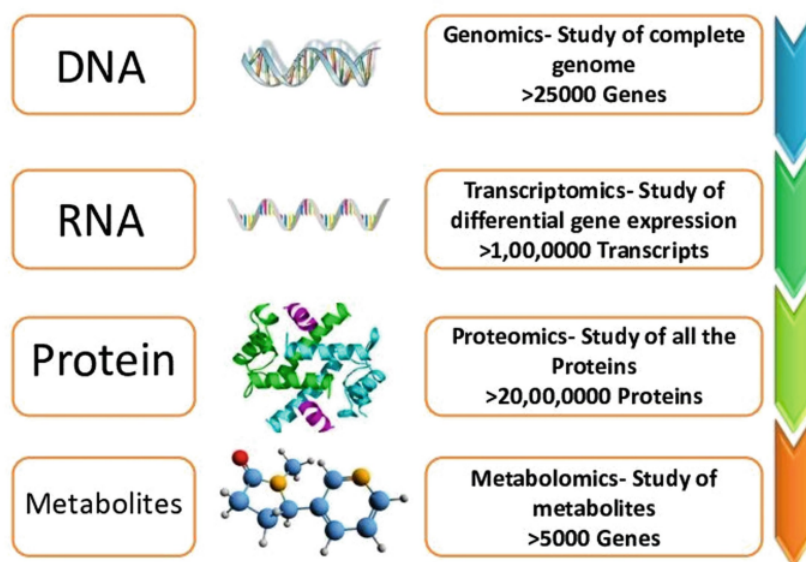 DNA
Genomics- Study of complete
genome
>25000 Genes
RNA
Transcriptomics- Study of
differential gene expression
>1,00,0000 Transcripts
Protein
Proteomics- Study of all the
Proteins
>20,00,0000 Proteins
Metabolites
Metabolomics- Study of
metabolites
>5000 Genes